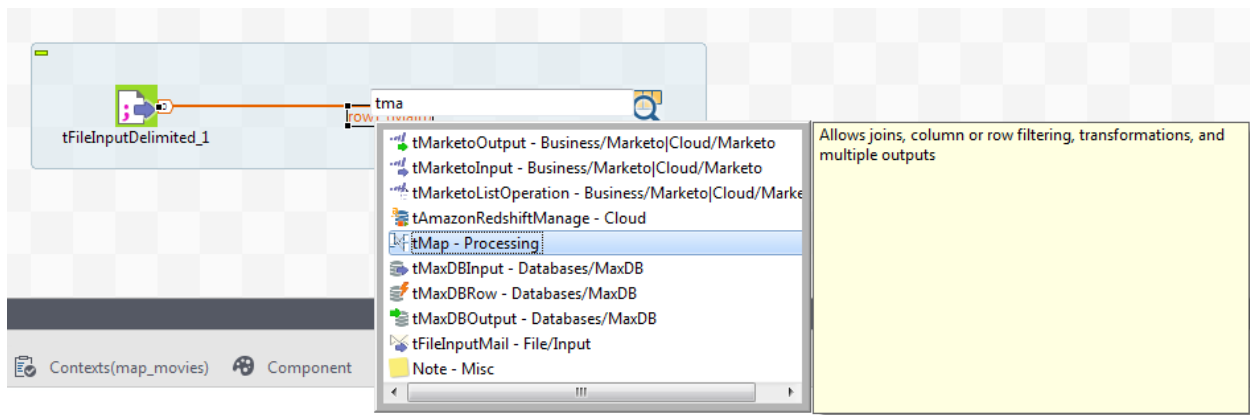 tma
row1
tFileInputDelimited_1
tMarketoOutput - Business/Marketo|Cloud/Marketo
tMarketoInput - Business/Marketo|Cloud/Marketo
tMarketoListOperation - Business/Marketo|Cloud/Marke
tAmazonRedshiftManage - Cloud
tMap - Processing
tMaxDBInput - Databases/MaxDB
tMaxDBRow - Databases/MaxDB
tMaxDBOutput - Databases/MaxDB
tFileInputMail - File/Input
Note - Misc
Allows joins, column or row filtering, transformations, and
multiple outputs
Contexts(map_movies) Component